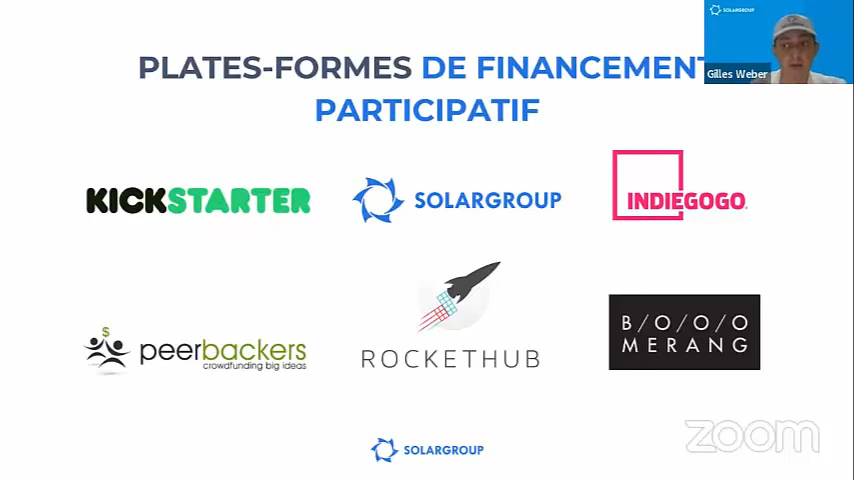 SOLARGROUP
Gilles Weber
PLATES-FORMES DE FINANCEMENT
PARTICIPATIF
KICKSTARTER
SOLARGROUP
INDIEGOGO
$
peerbackers
crowdfunding big ideas
ROCKETHUB
B/O/O/O
MERANG
SOLARGROUP
zoom